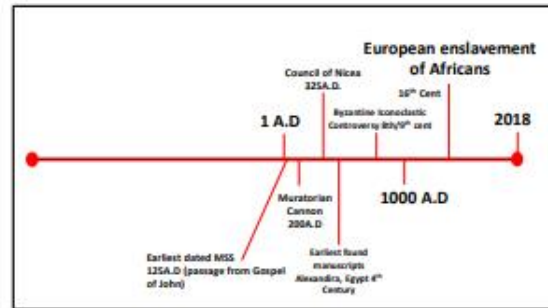 European enslavement
of Africans
16th Cent
Council of Nicea
325A.D.
Byzantine Iconoclastic
Controversy 8th/9th cent
1 A.D
2018
Muratorian
Cannon
200A.D
1000 A.D
Earliest dated MSS
125A.D (passage from Gospel
of John)
Earliest found
manuscripts
Alexandira, Egypt 4th
Century